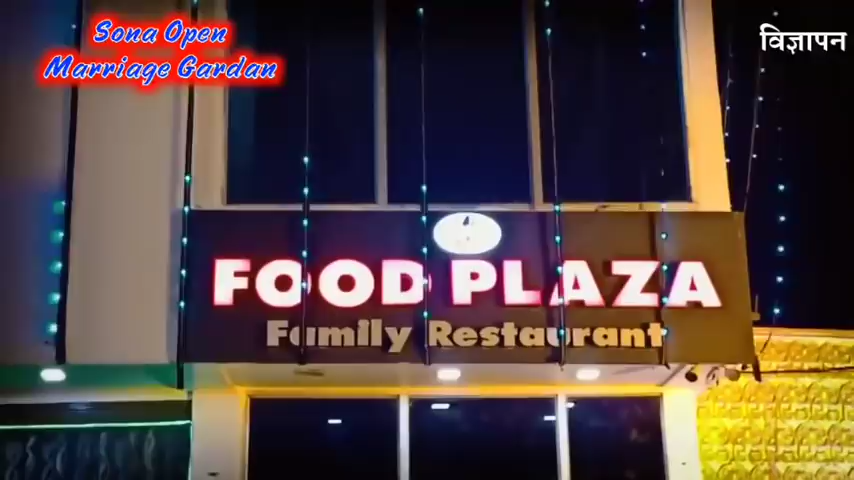 Sona Open
Marriage Gardan
विज्ञापन
FOOD PLAZA
Family Restaurant